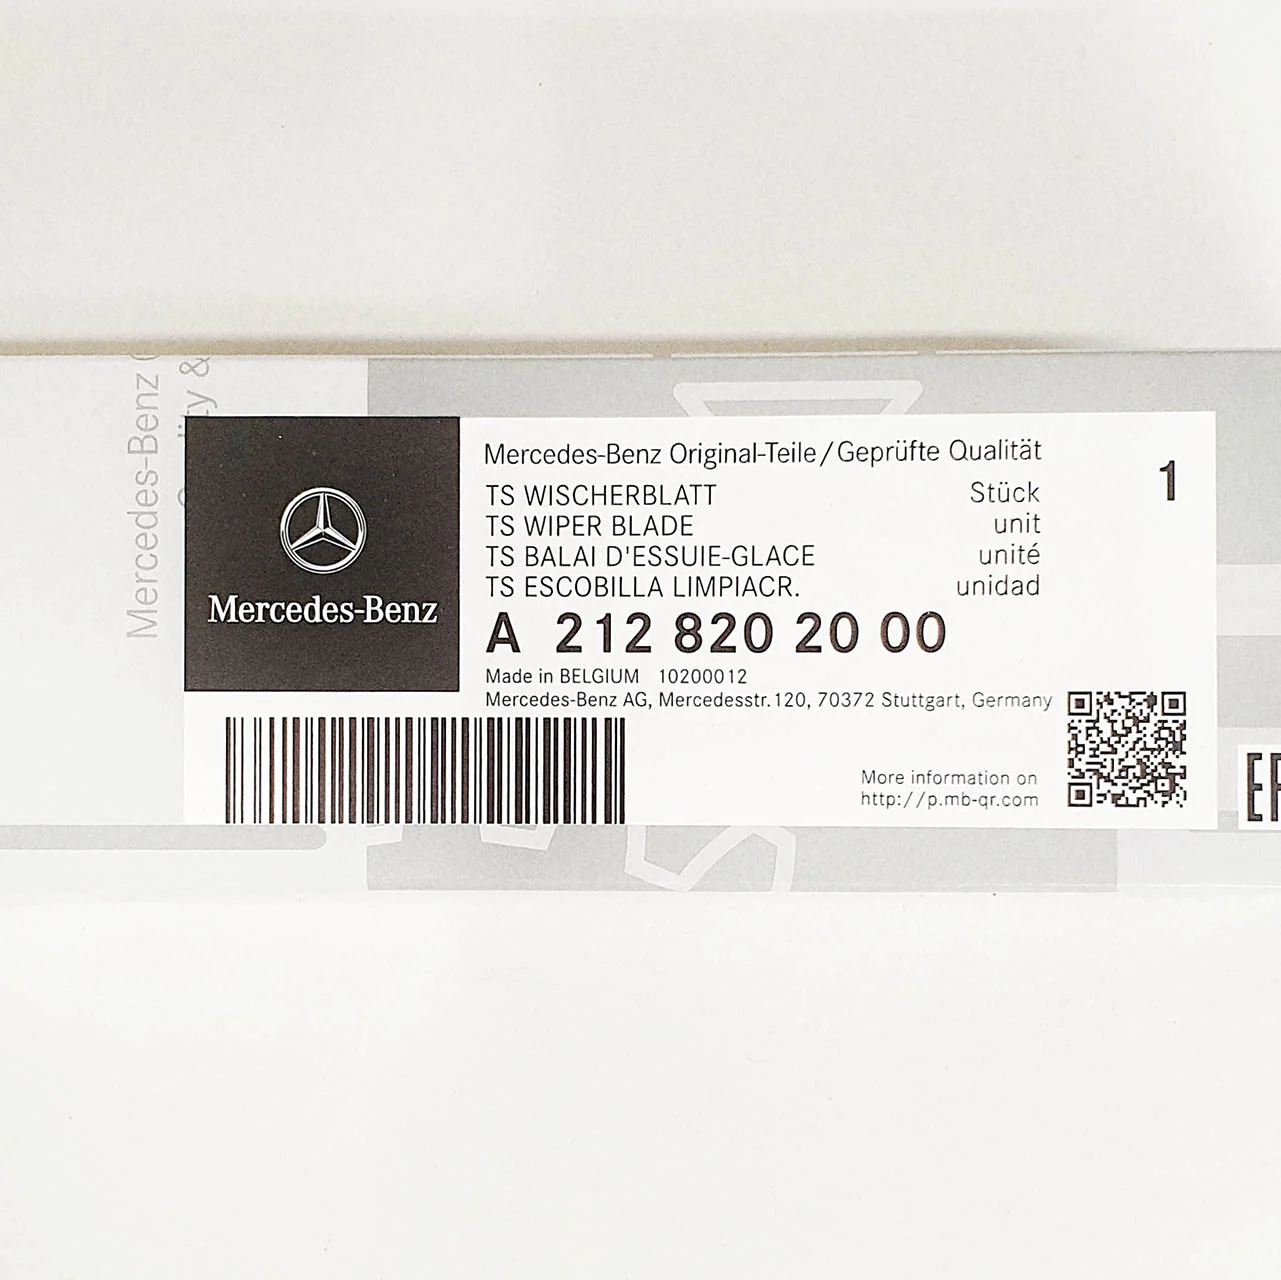 Mercedes-Benz
Mercedes-Benz
Mercedes-Benz Original-Teile/Geprüfte Qualität
TS WISCHERBLATT Stück 1
TS WIPER BLADE unit
TS BALAI D'ESSUIE-GLACE unité
TS ESCOBILLA LIMPIACR. unidad
A 212 820 20 00
Made in BELGIUM 10200012
Mercedes-Benz AG, Mercedesstr.120, 70372 Stuttgart, Germany
More information on
http://p.mb-qr.com